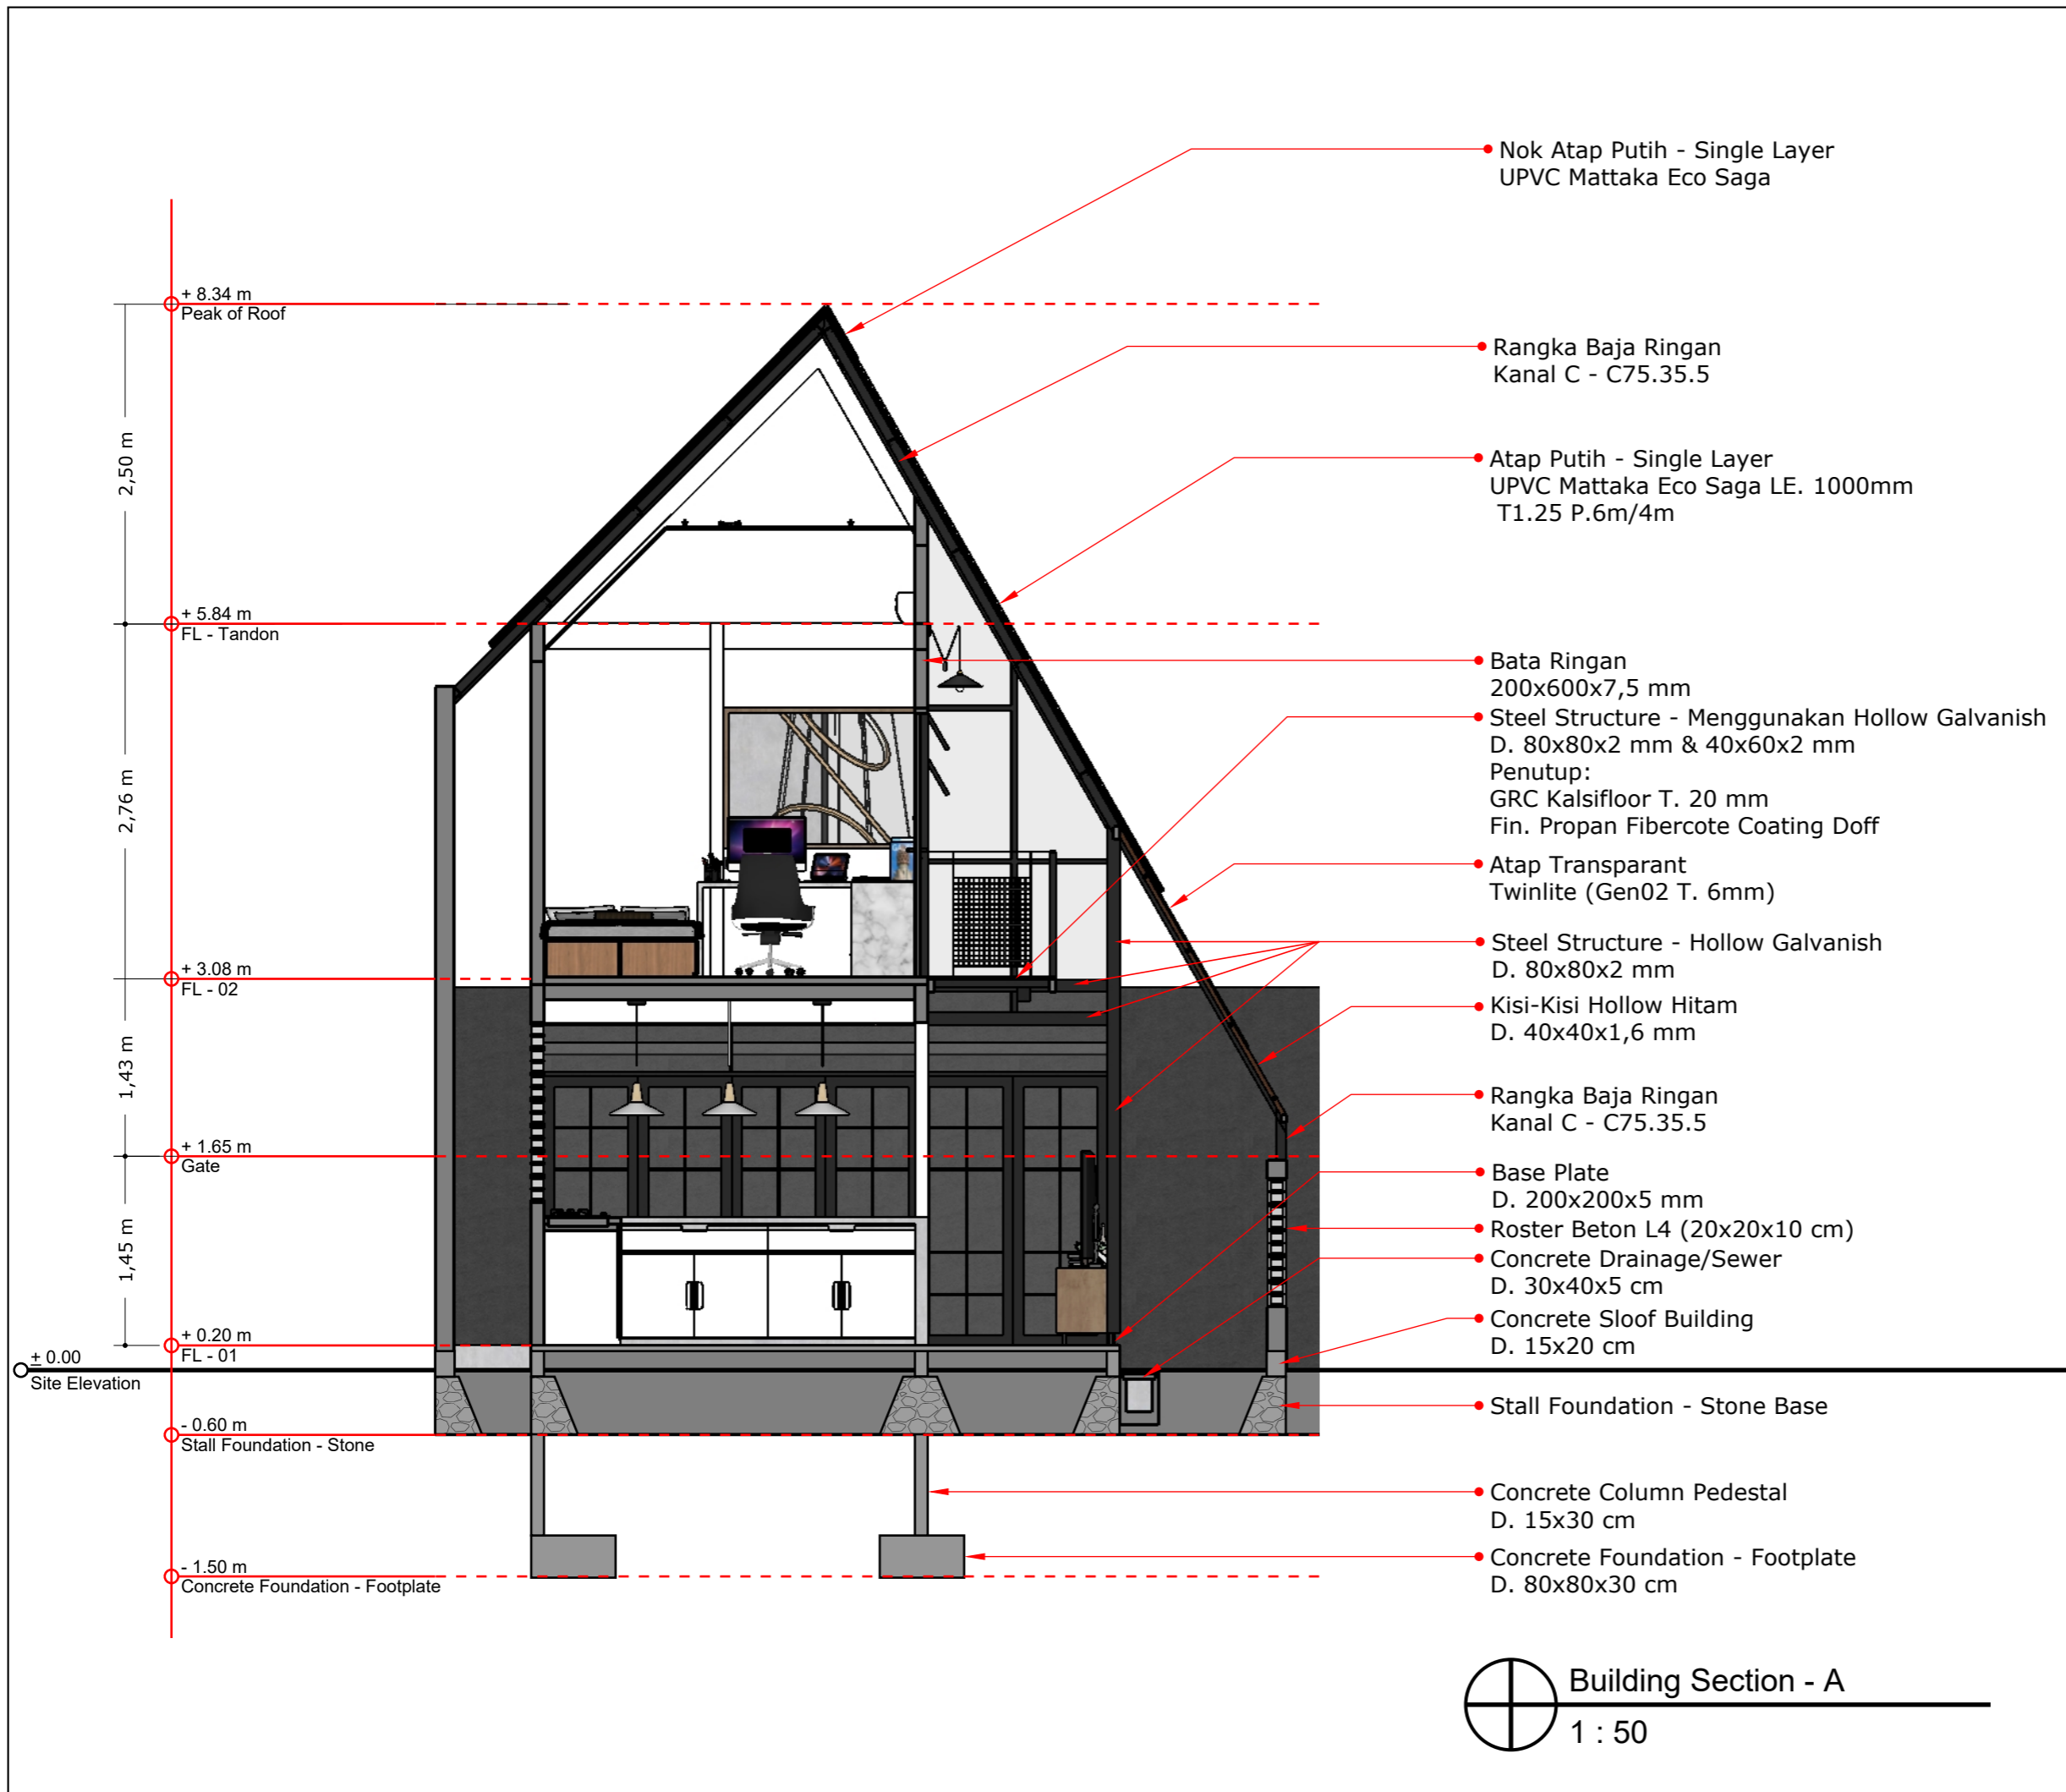 Nok Atap Putih - Single Layer
UPVC Mattaka Eco Saga
+ 8.34 m
Peak of Roof
Rangka Baja Ringan
Kanal C - C75.35.5
2,50 m
Atap Putih - Single Layer
UPVC Mattaka Eco Saga LE. 1000mm
T1.25 P.6m/4m
+ 5.84 m
FL - Tandon
Bata Ringan
200x600x7,5 mm
Steel Structure - Menggunakan Hollow Galvanish
D. 80x80x2 mm & 40x60x2 mm
Penutup:
GRC Kalsifloor T. 20 mm
Fin. Propan Fibercote Coating Doff
2,76 m
Atap Transparant
Twinlite (Gen02 T. 6mm)
Steel Structure - Hollow Galvanish
D. 80x80x2 mm
+ 3.08 m
FL - 02
Kisi-Kisi Hollow Hitam
D. 40x40x1,6 mm
1,43 m
Rangka Baja Ringan
Kanal C - C75.35.5
+ 1.65 m
Gate
Base Plate
D. 200x200x5 mm
Roster Beton L4 (20x20x10 cm)
1,45 m
Concrete Drainage/Sewer
D. 30x40x5 cm
Concrete Sloof Building
D. 15x20 cm
+ 0.20 m
FL - 01
± 0.00
Site Elevation
Stall Foundation - Stone Base
- 0.60 m
Stall Foundation - Stone
Concrete Column Pedestal
D. 15x30 cm
Concrete Foundation - Footplate
D. 80x80x30 cm
- 1.50 m
Concrete Foundation - Footplate
Building Section - A
1 : 50